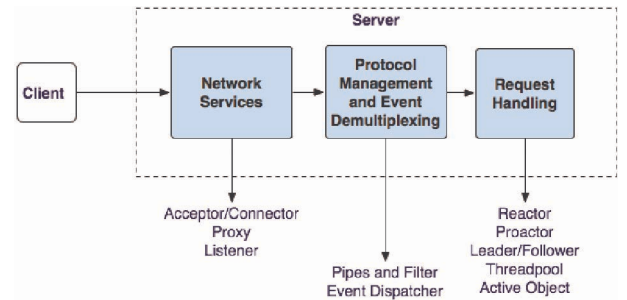 Server
Client
Network
Services
Protocol
Management
and Event
Demultiplexing
Request
Handling
Acceptor/Connector
Proxy
Listener
Pipes and Filter
Event Dispatcher
Reactor
Proactor
Leader/Follower
Threadpool
Active Object